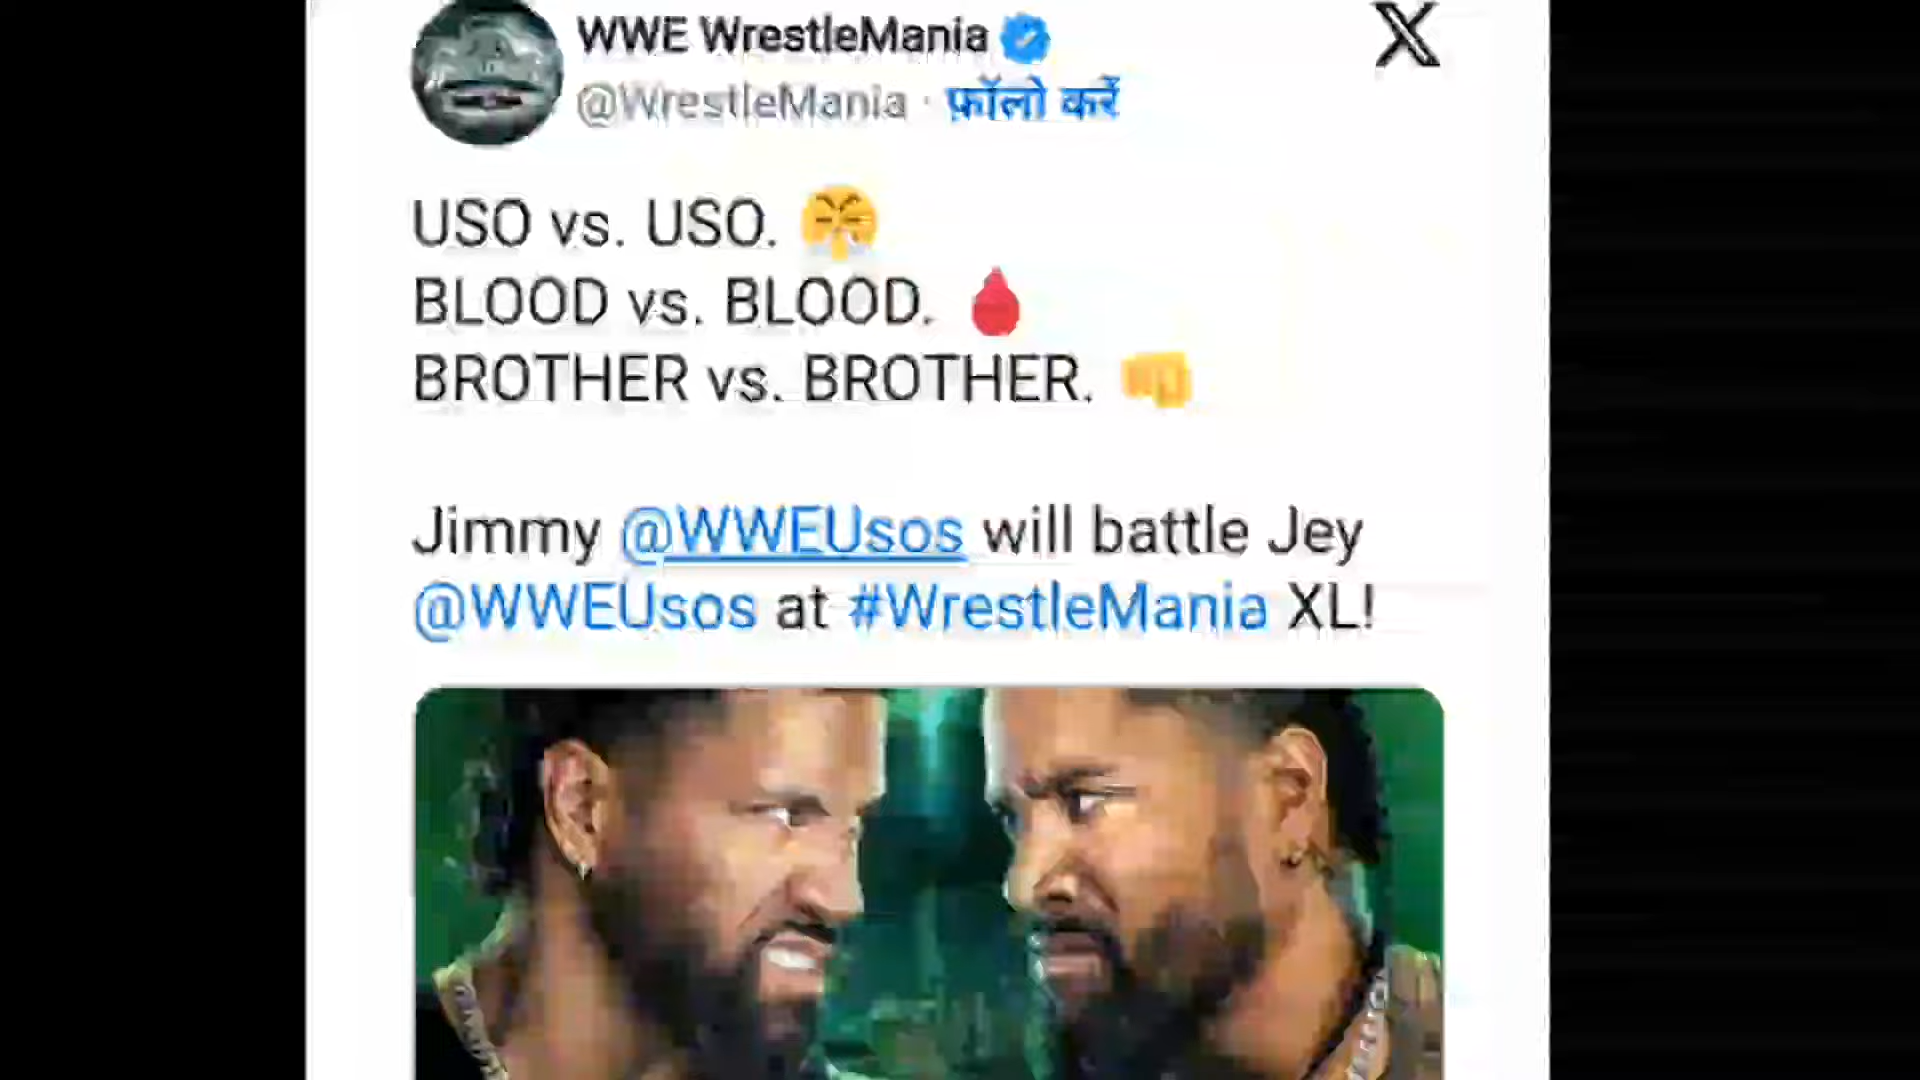 WWE WrestleMania
@WrestleMania · फ़ॉलो करें
USO vs. USO. 😤
BLOOD vs. BLOOD. 🩸
BROTHER vs. BROTHER. 👊
Jimmy @WWEUsos will battle Jey
@WWEUsos at #WrestleMania XL!